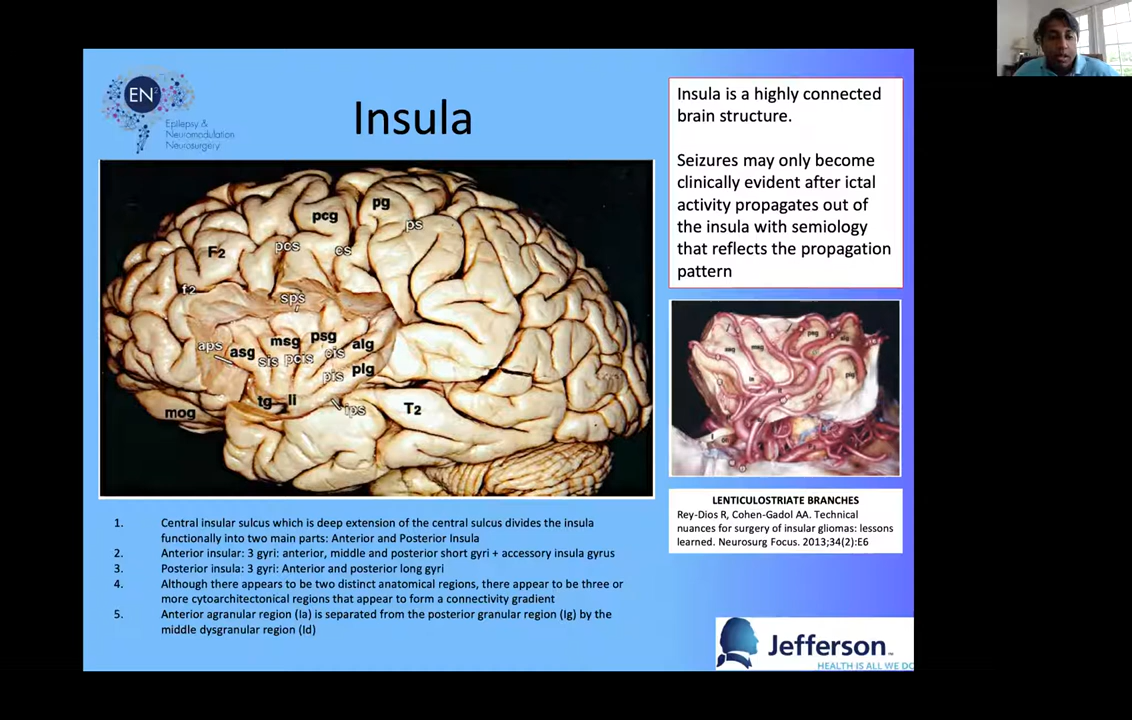 EN²
Epilepsy &
Neuromodulation
Neurosurgery
Insula
Insula is a highly connected
brain structure.
Seizures may only become
clinically evident after ictal
activity propagates out of
the insula with semiology
that reflects the propagation
pattern
pcg
pg
ps
F2
pcs
cs
f2
sps
aps
asg
msg
psg
alg
sis
pcis
cis
pis
plg
tg
li
ips
mog
T2
LENTICULOSTRIATE BRANCHES
Rey-Dios R, Cohen-Gadol AA. Technical
nuances for surgery of insular gliomas: lessons
learned. Neurosurg Focus. 2013;34(2):E6
1. Central insular sulcus which is deep extension of the central sulcus divides the insula
functionally into two main parts: Anterior and Posterior Insula
2. Anterior insular: 3 gyri: anterior, middle and posterior short gyri + accessory insula gyrus
3. Posterior insula: 3 gyri: Anterior and posterior long gyri
4. Although there appears to be two distinct anatomical regions, there appear to be three or
more cytoarchitectonical regions that appear to form a connectivity gradient
5. Anterior agranular region (Ia) is separated from the posterior granular region (Ig) by the
middle dysgranular region (Id)
Jefferson
HEALTH IS ALL WE DO